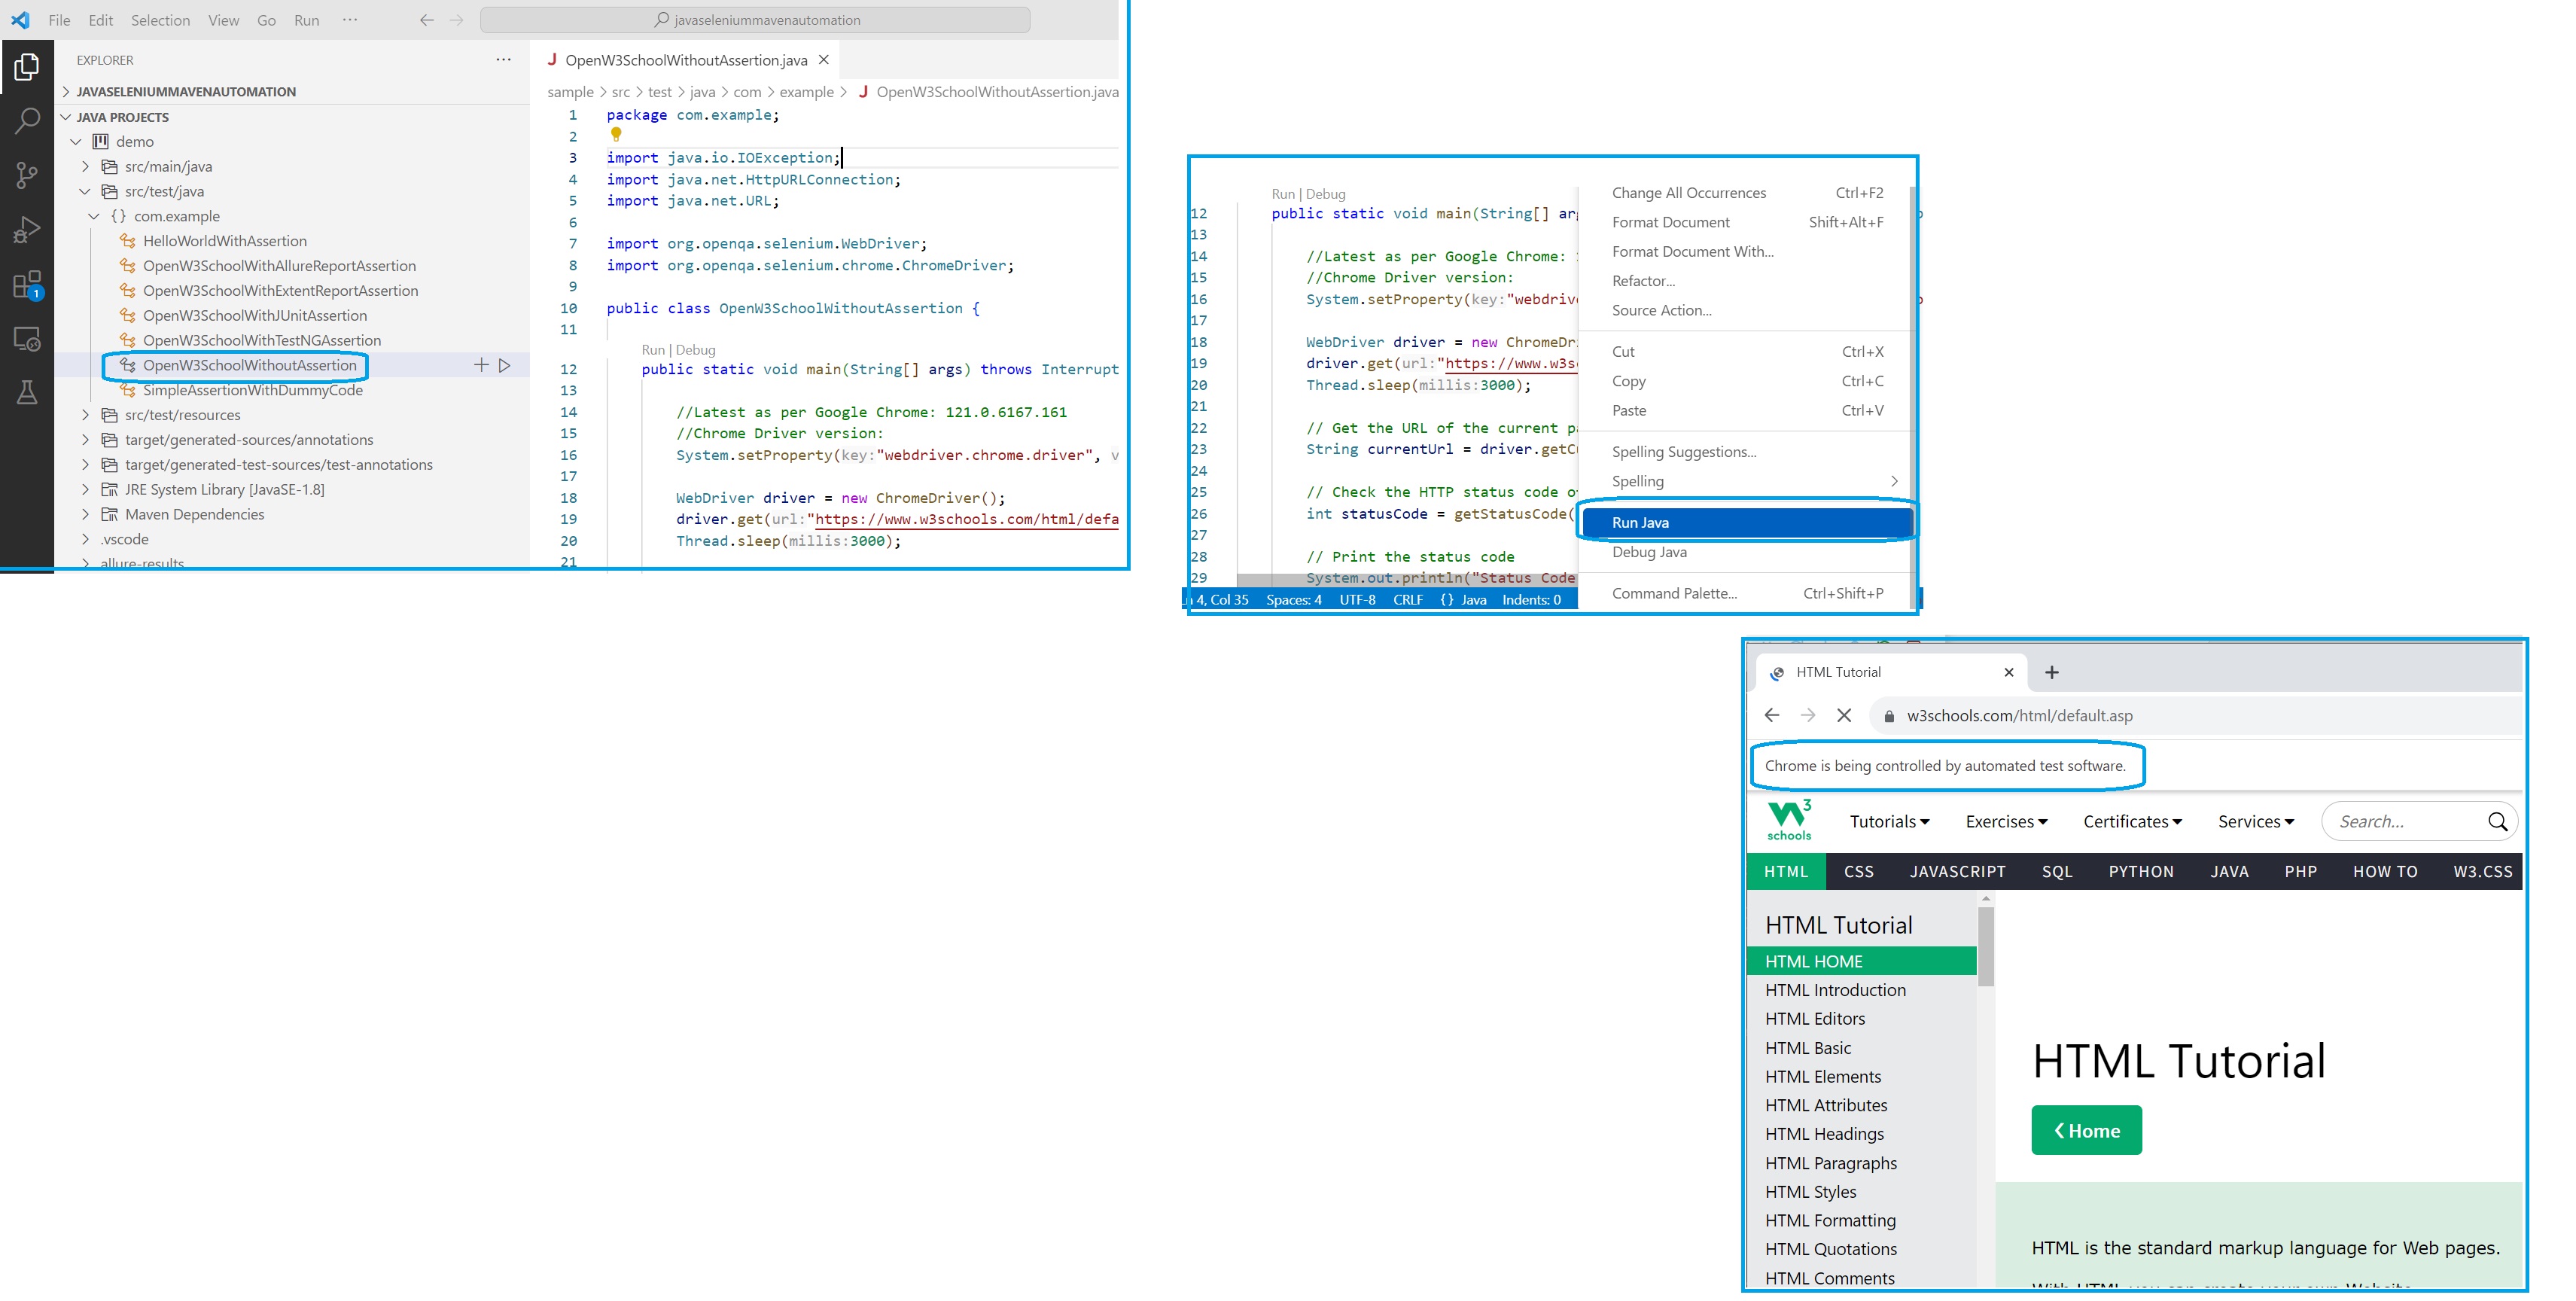 File Edit Selection View Go Run ··· javaseleniummavenautomation
EXPLORER ···
JAVASELENIUMMAVENAUTOMATION
JAVA PROJECTS
demo
src/main/java
src/test/java
{} com.example
HelloWorldWithAssertion
OpenW3SchoolWithAllureReportAssertion
OpenW3SchoolWithExtentReportAssertion
OpenW3SchoolWithJUnitAssertion
OpenW3SchoolWithTestNGAssertion
OpenW3SchoolWithoutAssertion
SimpleAssertionWithDummyCode
src/test/resources
target/generated-sources/annotations
target/generated-test-sources/test-annotations
JRE System Library [JavaSE-1.8]
Maven Dependencies
.vscode
allure-results
1
J OpenW3SchoolWithoutAssertion.java
sample > src > test > java > com > example > J OpenW3SchoolWithoutAssertion.java
1 package com.example;
2
3 import java.io.IOException;
4 import java.net.HttpURLConnection;
5 import java.net.URL;
6
7 import org.openqa.selenium.WebDriver;
8 import org.openqa.selenium.chrome.ChromeDriver;
9
10 public class OpenW3SchoolWithoutAssertion {
11
Run | Debug
12 public static void main(String[] args) throws Interrupt
13
14 //Latest as per Google Chrome: 121.0.6167.161
15 //Chrome Driver version:
16 System.setProperty(key:"webdriver.chrome.driver", v
17
18 WebDriver driver = new ChromeDriver();
19 driver.get(url:"https://www.w3schools.com/html/defa
20 Thread.sleep(millis:3000);
21
Run | Debug
12 public static void main(String[] ar
13
14 //Latest as per Google Chrome:
15 //Chrome Driver version:
16 System.setProperty(key:"webdriv
17
18 WebDriver driver = new ChromeDr
19 driver.get(url:"https://www.w3s
20 Thread.sleep(millis:3000);
21
22 // Get the URL of the current p
23 String currentUrl = driver.getC
24
25 // Check the HTTP status code o
26 int statusCode = getStatusCode(
27
28 // Print the status code
29 System.out.println("Status Code
Ln 4, Col 35 Spaces: 4 UTF-8 CRLF {} Java Indents: 0
Change All Occurrences Ctrl+F2
Format Document Shift+Alt+F
Format Document With...
Refactor...
Source Action...
Cut Ctrl+X
Copy Ctrl+C
Paste Ctrl+V
Spelling Suggestions...
Spelling
Run Java
Debug Java
Command Palette... Ctrl+Shift+P
HTML Tutorial
w3schools.com/html/default.asp
Chrome is being controlled by automated test software.
W3 schools Tutorials Exercises Certificates Services Search...
HTML CSS JAVASCRIPT SQL PYTHON JAVA PHP HOW TO W3.CSS
HTML Tutorial
HTML HOME
HTML Introduction
HTML Editors
HTML Basic
HTML Elements
HTML Attributes
HTML Headings
HTML Paragraphs
HTML Styles
HTML Formatting
HTML Quotations
HTML Comments
HTML Tutorial
❮ Home
HTML is the standard markup language for Web pages.
With HTML you can create your own Website.